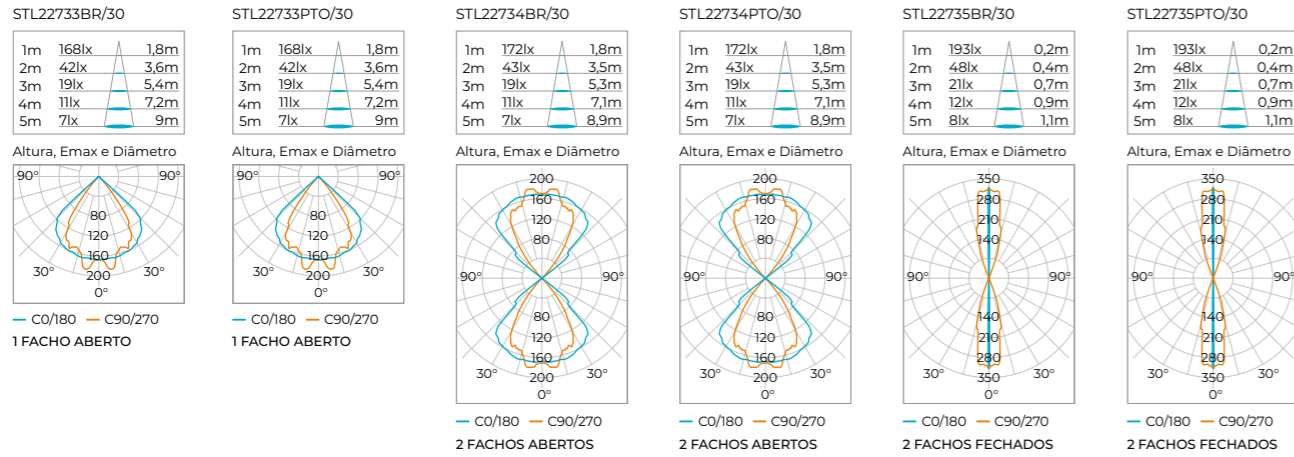 STL22733BR/30
1m 168lx 1,8m
2m 42lx 3,6m
3m 19lx 5,4m
4m 11lx 7,2m
5m 7lx 9m
Altura, Emax e Diâmetro
90° 90°
80
120
160
30° 200 30°
0°
C0/180 C90/270
1 FACHO ABERTO
STL22733PTO/30
1m 168lx 1,8m
2m 42lx 3,6m
3m 19lx 5,4m
4m 11lx 7,2m
5m 7lx 9m
Altura, Emax e Diâmetro
90° 90°
80
120
160
30° 200 30°
0°
C0/180 C90/270
1 FACHO ABERTO
STL22734BR/30
1m 172lx 1,8m
2m 43lx 3,5m
3m 19lx 5,3m
4m 11lx 7,1m
5m 7lx 8,9m
Altura, Emax e Diâmetro
200
160
120
80
90° 90°
80
120
160
30° 200 30°
0°
C0/180 C90/270
2 FACHOS ABERTOS
STL22734PTO/30
1m 172lx 1,8m
2m 43lx 3,5m
3m 19lx 5,3m
4m 11lx 7,1m
5m 7lx 8,9m
Altura, Emax e Diâmetro
200
160
120
80
90° 90°
80
120
160
30° 200 30°
0°
C0/180 C90/270
2 FACHOS ABERTOS
STL22735BR/30
1m 193lx 0,2m
2m 48lx 0,4m
3m 21lx 0,7m
4m 12lx 0,9m
5m 8lx 1,1m
Altura, Emax e Diâmetro
350
280
210
140
90° 90°
140
210
280
30° 350 30°
0°
C0/180 C90/270
2 FACHOS FECHADOS
STL22735PTO/30
1m 193lx 0,2m
2m 48lx 0,4m
3m 21lx 0,7m
4m 12lx 0,9m
5m 8lx 1,1m
Altura, Emax e Diâmetro
350
280
210
140
90° 90°
140
210
280
30° 350 30°
0°
C0/180 C90/270
2 FACHOS FECHADOS